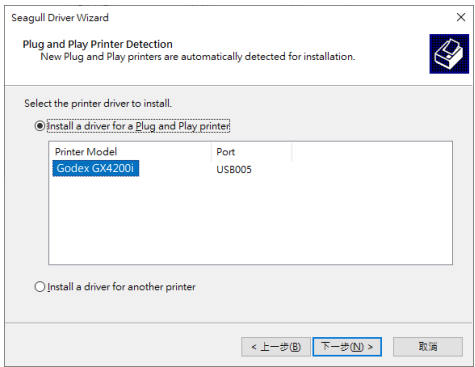 Seagull Driver Wizard
Plug and Play Printer Detection
New Plug and Play printers are automatically detected for installation.
Select the printer driver to install.
Install a driver for a Plug and Play printer
Printer Model Port
Godex GX4200i USB005
Install a driver for another printer
< 上一步(B) 下一步(N) > 取消